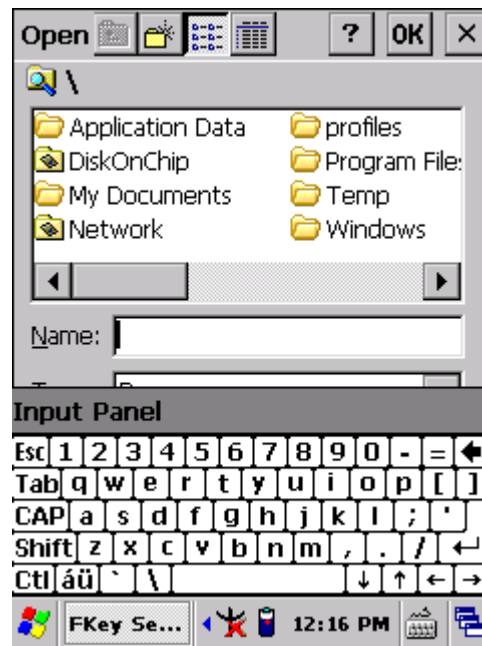 Open ? OK ×
\
Application Data profiles
DiskOnChip Program File
My Documents Temp
Network Windows
Name:
Input Panel
Esc 1 2 3 4 5 6 7 8 9 0 - =
Tab q w e r t y u i o p [ ]
CAP a s d f g h j k l ; '
Shift z x c v b n m , . /
Ctl áü ` \ ↓ ↑ ← →
FKey Se... 12:16 PM